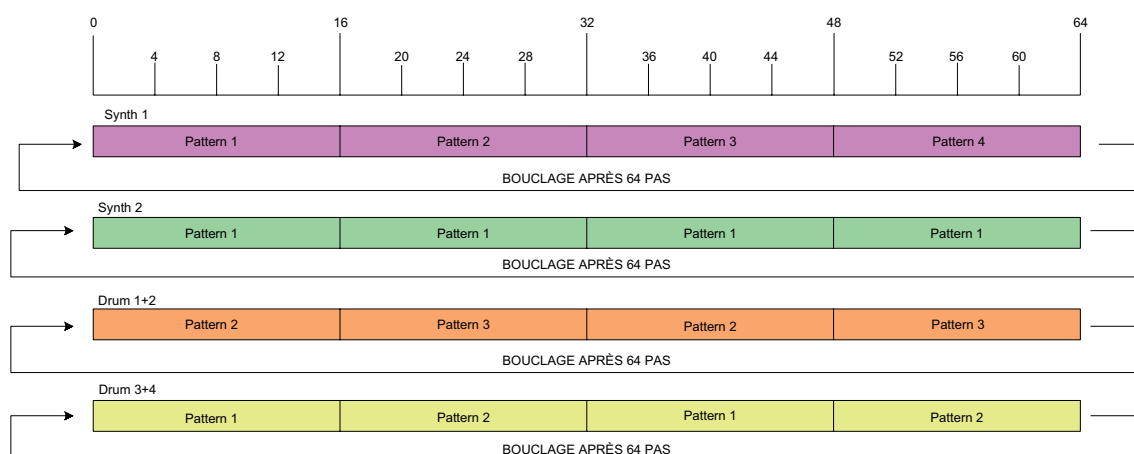 0 16 32 48 64
4 8 12 20 24 28 36 40 44 52 56 60
Synth 1
Pattern 1 Pattern 2 Pattern 3 Pattern 4
BOUCLAGE APRÈS 64 PAS
Synth 2
Pattern 1 Pattern 1 Pattern 1 Pattern 1
BOUCLAGE APRÈS 64 PAS
Drum 1+2
Pattern 2 Pattern 3 Pattern 2 Pattern 3
BOUCLAGE APRÈS 64 PAS
Drum 3+4
Pattern 1 Pattern 2 Pattern 1 Pattern 2
BOUCLAGE APRÈS 64 PAS